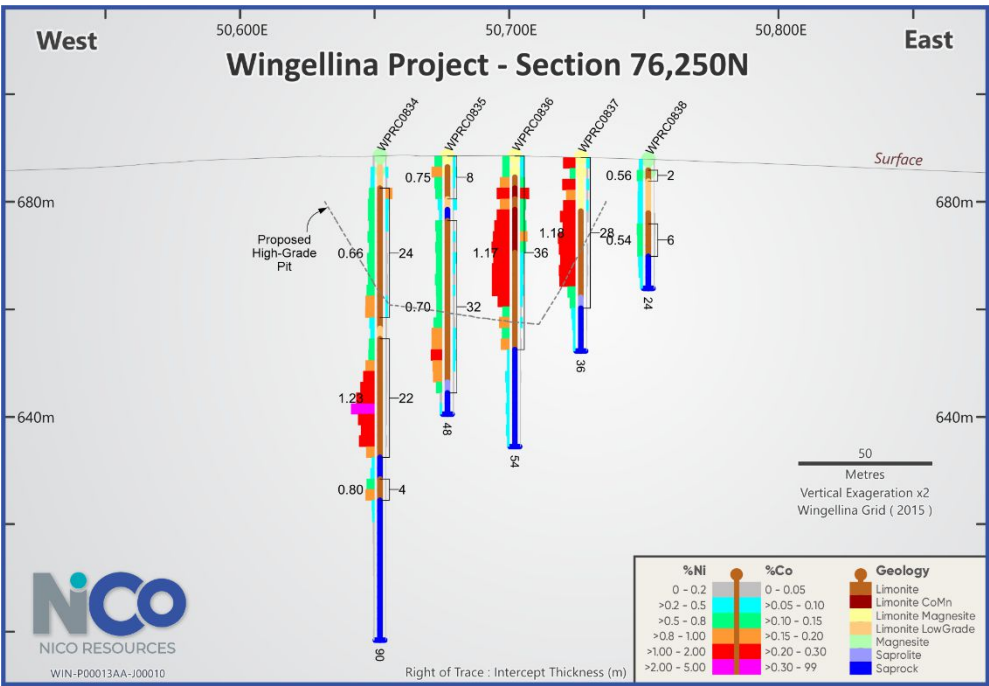 50,600E 50,700E 50,800E
West East
Wingellina Project - Section 76,250N
WPRC0834 WPRC0835 WPRC0836 WPRC0837 WPRC0838
Surface
0.75 8 0.56 2
680m 680m
Proposed
High-Grade
Pit
0.66 24 1.17 36 1.18 28 0.54 6
0.70 32
24
36
1.23 22
640m 640m
48
54
0.80 4
90
50
Metres
Vertical Exageration x2
Wingellina Grid ( 2015 )
%Ni %Co Geology
0 - 0.2 0 - 0.05 Limonite
>0.2 - 0.5 >0.05 - 0.10 Limonite CoMn
>0.5 - 0.8 >0.10 - 0.15 Limonite Magnesite
>0.8 - 1.00 >0.15 - 0.20 Limonite LowGrade
>1.00 - 2.00 >0.20 - 0.30 Magnesite
>2.00 - 5.00 >0.30 - 99 Saprolite
Saprock
NiCO
NICO RESOURCES
WIN-P00013AA-J00010
Right of Trace : Intercept Thickness (m)